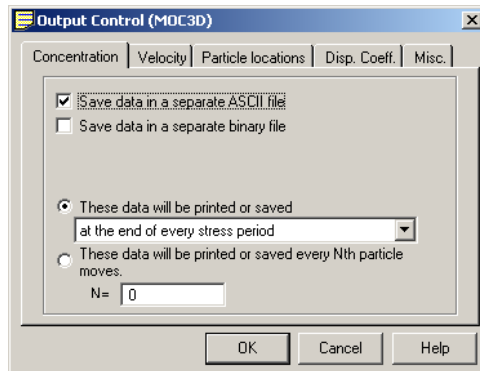 Output Control (MOC3D)
Concentration Velocity Particle locations Disp. Coeff. Misc.
Save data in a separate ASCII file
Save data in a separate binary file
These data will be printed or saved
at the end of every stress period
These data will be printed or saved every Nth particle
moves.
N= 0
OK Cancel Help